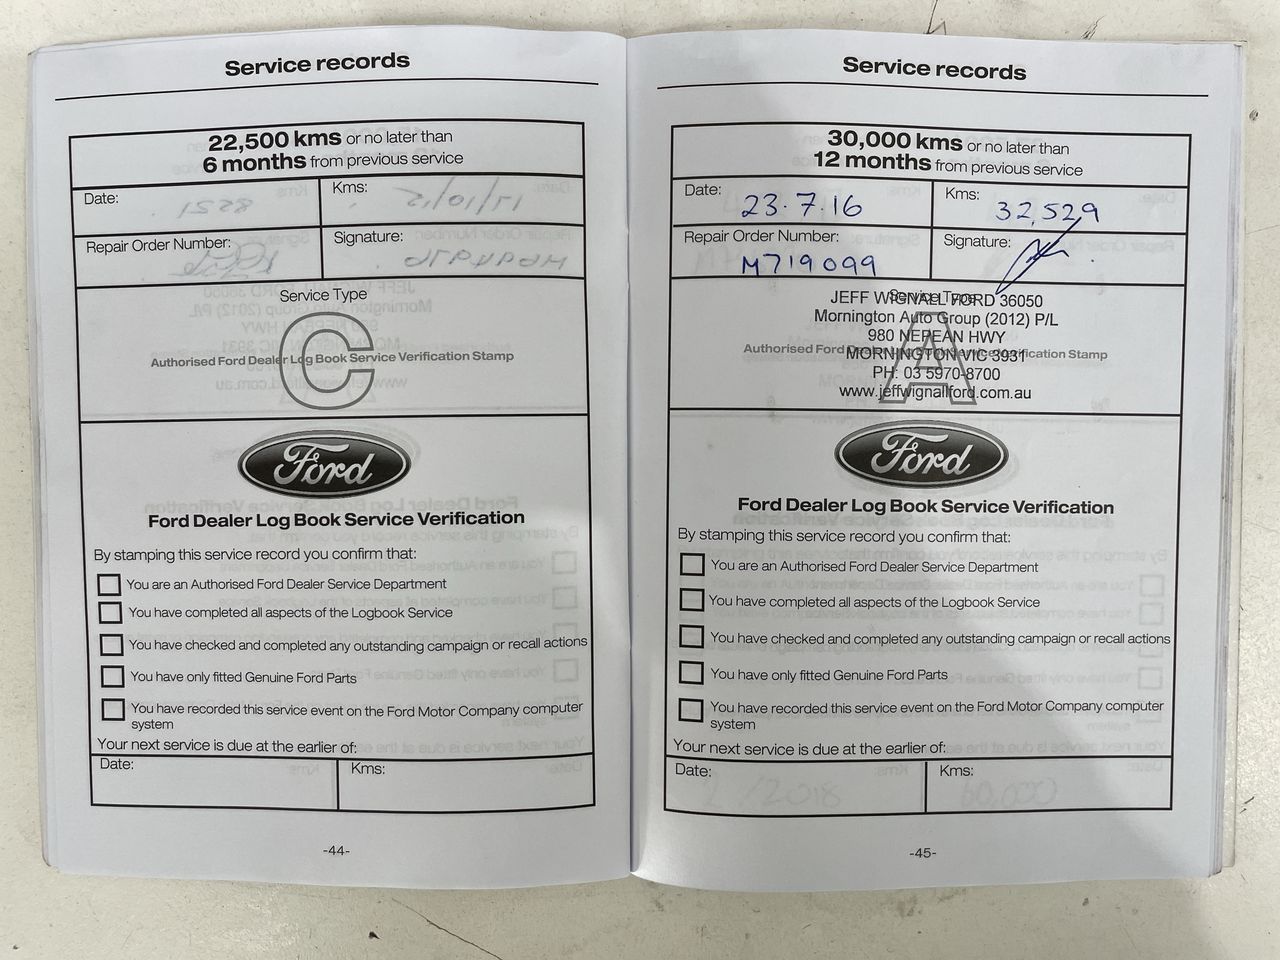 Service records
22,500 kms or no later than
6 months from previous service
Date:
Kms:
Repair Order Number:
Signature:
Service Type
C
Authorised Ford Dealer Log Book Service Verification Stamp
Ford
Ford Dealer Log Book Service Verification
By stamping this service record you confirm that:
You are an Authorised Ford Dealer Service Department
You have completed all aspects of the Logbook Service
You have checked and completed any outstanding campaign or recall actions
You have only fitted Genuine Ford Parts
You have recorded this service event on the Ford Motor Company computer
system
Your next service is due at the earlier of:
Date:
Kms:
-44-
Service records
30,000 kms or no later than
12 months from previous service
Date: 23.7.16
Kms: 32,529
Repair Order Number:
M719099
Signature:
Service Type
JEFF WIGNALL FORD 36050
Mornington Auto Group (2012) P/L
980 NEPEAN HWY
A
Authorised Ford Dealer Log Book Service Verification Stamp
MORNINGTON VIC 3931
PH: 03 5970-8700
www.jeffwignallford.com.au
Ford
Ford Dealer Log Book Service Verification
By stamping this service record you confirm that:
You are an Authorised Ford Dealer Service Department
You have completed all aspects of the Logbook Service
You have checked and completed any outstanding campaign or recall actions
You have only fitted Genuine Ford Parts
You have recorded this service event on the Ford Motor Company computer
system
Your next service is due at the earlier of:
Date:
Kms:
-45-